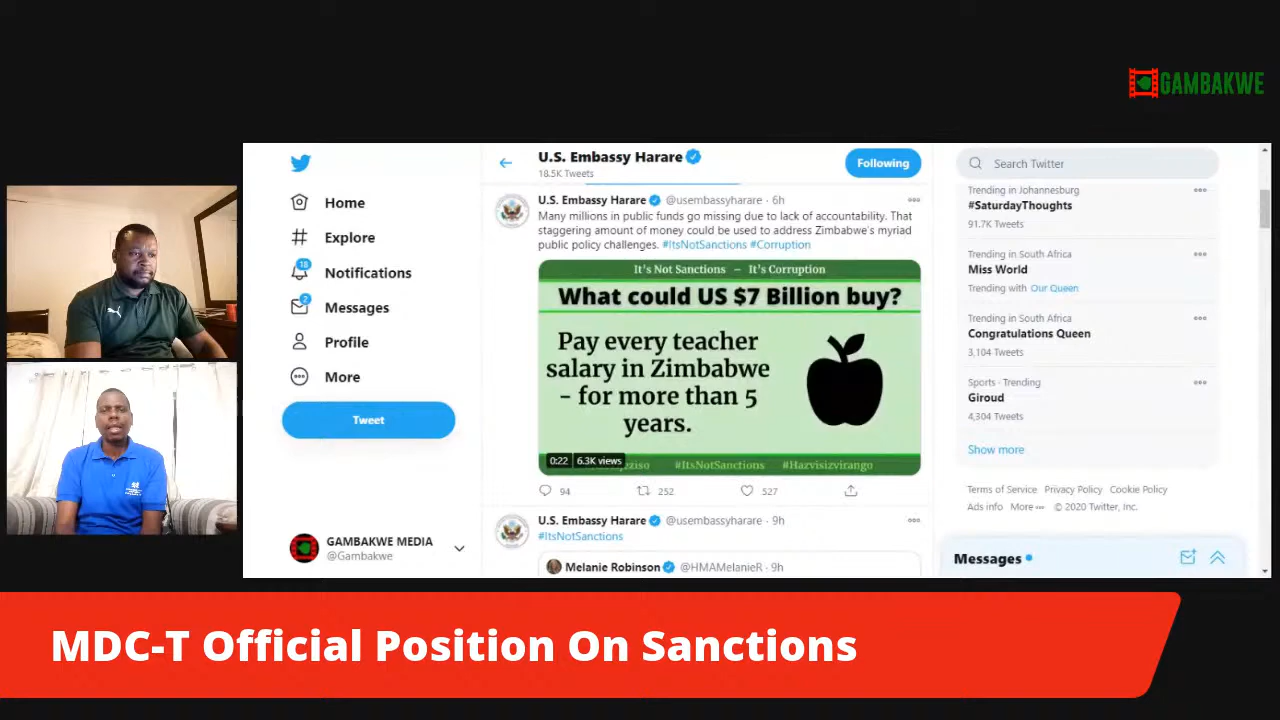 GAMBAKWE
U.S. Embassy Harare
18.5K Tweets
Following
Search Twitter
Home
Explore
18
Notifications
2
Messages
Profile
More
Tweet
GAMBAKWE MEDIA
@Gambakwe
U.S. Embassy Harare @usembassyharare · 6h
Many millions in public funds go missing due to lack of accountability. That
staggering amount of money could be used to address Zimbabwe's myriad
public policy challenges. #ItsNotSanctions #Corruption
It's Not Sanctions – It's Corruption
What could US $7 Billion buy?
Pay every teacher
salary in Zimbabwe
– for more than 5
years.
0:22 6.3K views
#ItsNotSanctions #Hazvisizvirango
94 252 527
U.S. Embassy Harare @usembassyharare · 9h
#ItsNotSanctions
Melanie Robinson @HMAMelanieR · 9h
Trending in Johannesburg
#SaturdayThoughts
91.7K Tweets
Trending in South Africa
Miss World
Trending with Our Queen
Trending in South Africa
Congratulations Queen
3,104 Tweets
Sports · Trending
Giroud
4,304 Tweets
Show more
Terms of Service Privacy Policy Cookie Policy
Ads info More ··· © 2020 Twitter, Inc.
Messages
MDC-T Official Position On Sanctions